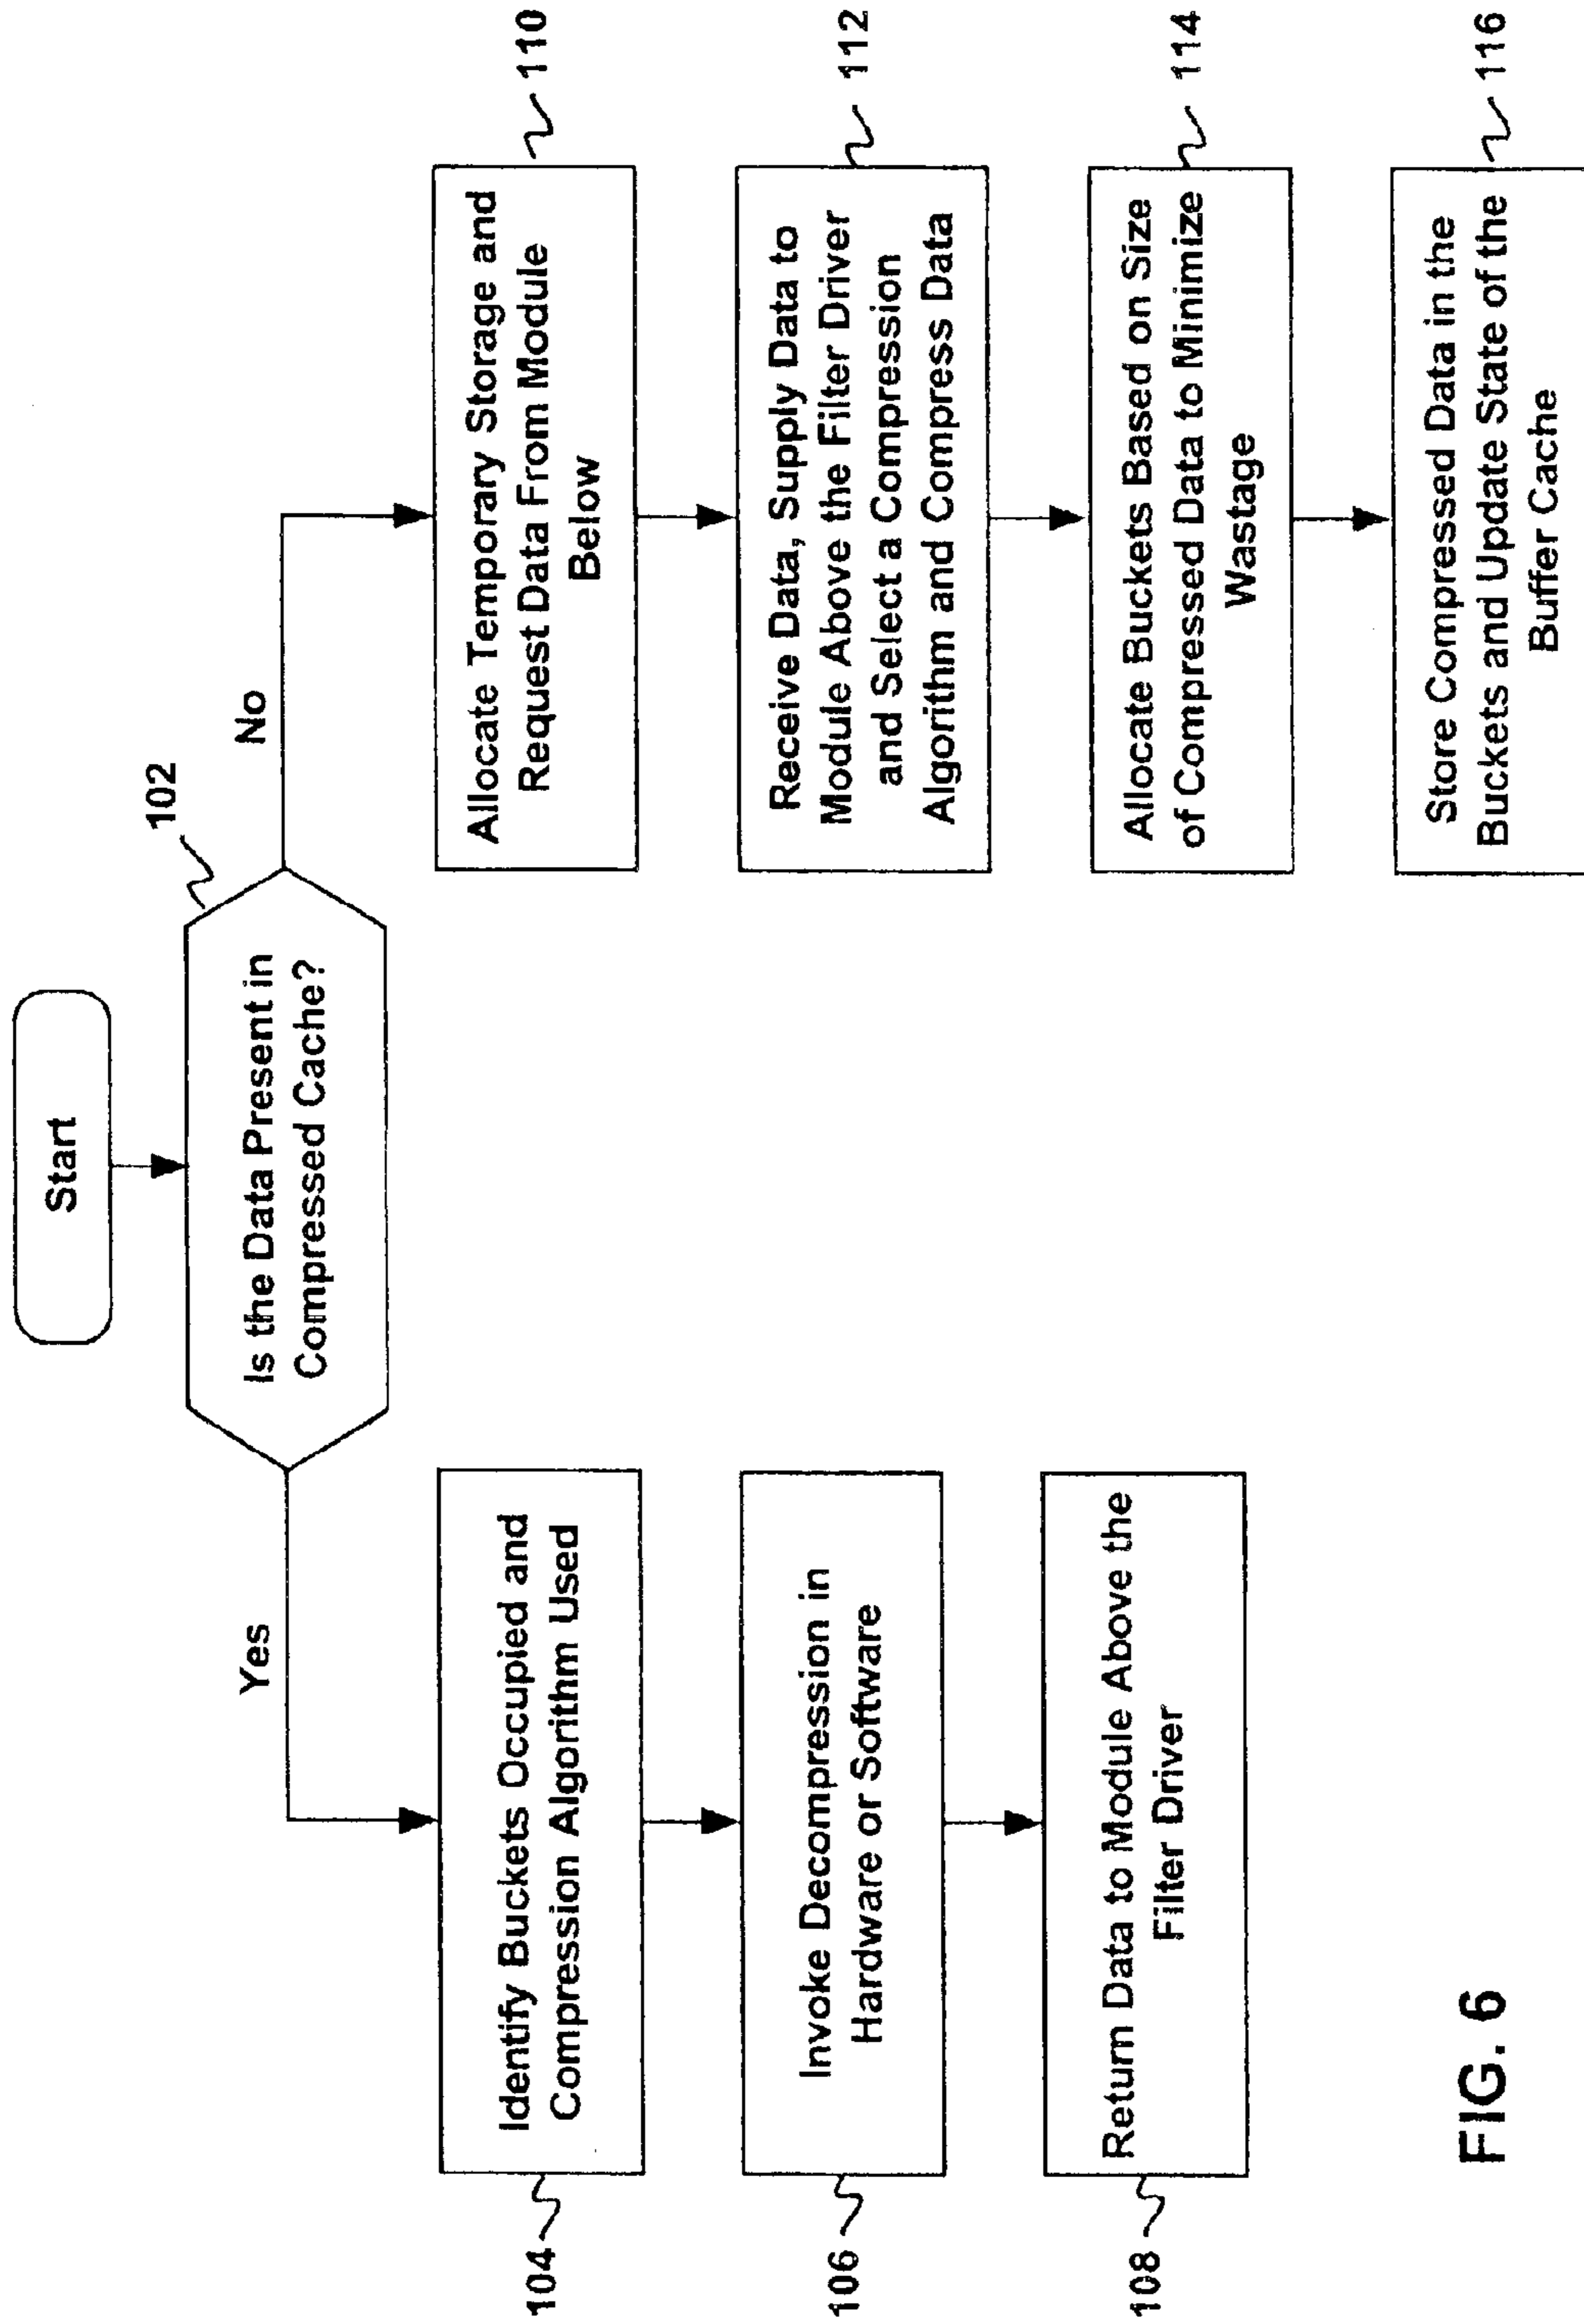 Start
102
Is the Data Present in
Compressed Cache?
Yes
No
104
Identify Buckets Occupied and
Compression Algorithm Used
106
Invoke Decompression in
Hardware or Software
108
Return Data to Module Above the
Filter Driver
110
Allocate Temporary Storage and
Request Data From Module
Below
112
Receive Data, Supply Data to
Module Above the Filter Driver
and Select a Compression
Algorithm and Compress Data
114
Allocate Buckets Based on Size
of Compressed Data to Minimize
Wastage
116
Store Compressed Data in the
Buckets and Update State of the
Buffer Cache
FIG. 6